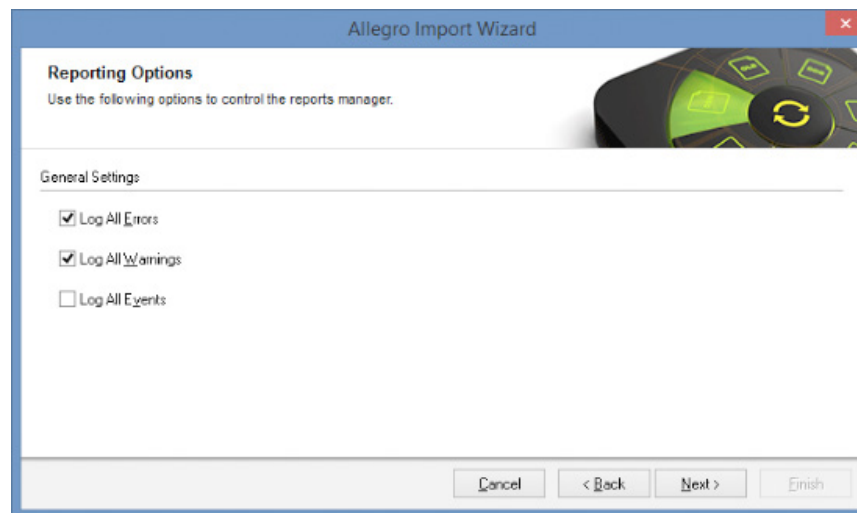 Allegro Import Wizard
Reporting Options
Use the following options to control the reports manager.
General Settings
Log All Errors
Log All Warnings
Log All Events
Cancel
< Back
Next >
Finish